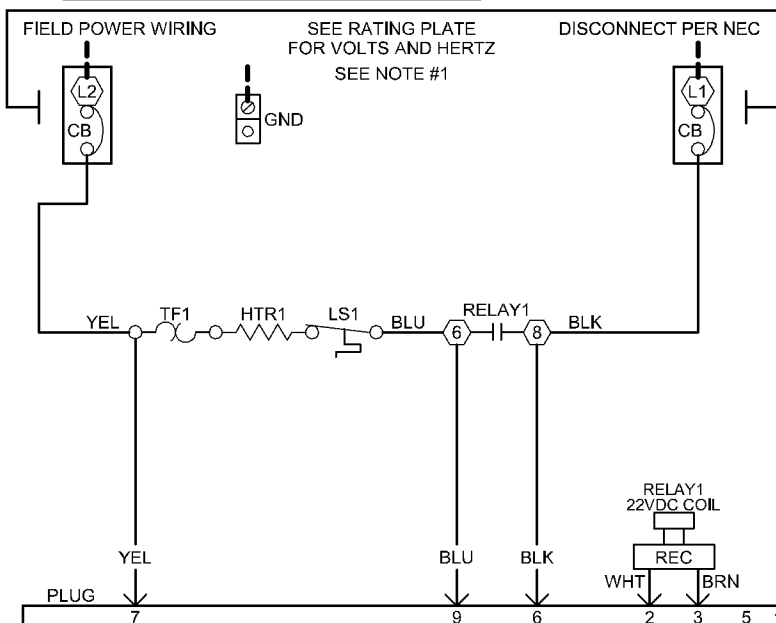 FIELD POWER WIRING
SEE RATING PLATE
FOR VOLTS AND HERTZ
SEE NOTE #1
DISCONNECT PER NEC
L2
CB
GND
L1
CB
YEL
TF1
HTR1
LS1
BLU
6
RELAY1
8
BLK
RELAY1
22VDC COIL
REC
YEL
BLU
BLK
WHT
BRN
PLUG
7
9
6
2
3
5